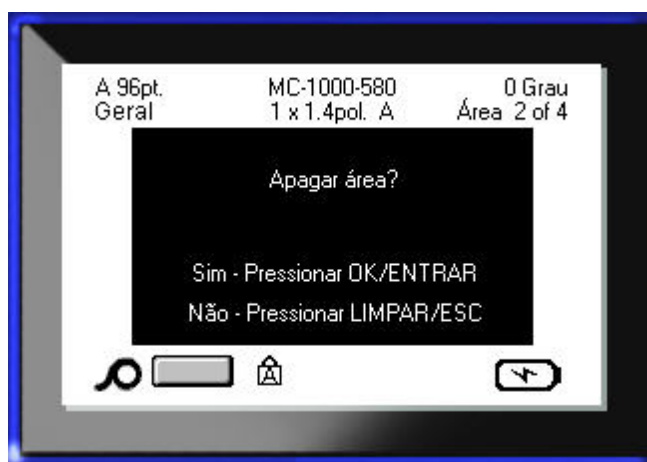 A 96pt. MC-1000-580 0 Grau
Geral 1 x 1.4pol. A Área 2 of 4
Apagar área?
Sim - Pressionar OK/ENTRAR
Não - Pressionar LIMPAR/ESC
A